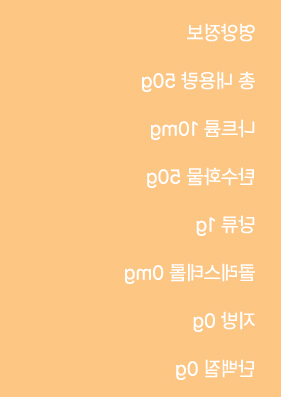 영양정보
총 내용량 50g
나트륨 10mg
탄수화물 50g
당류 1g
콜레스테롤 0mg
지방 0g
단백질 0g